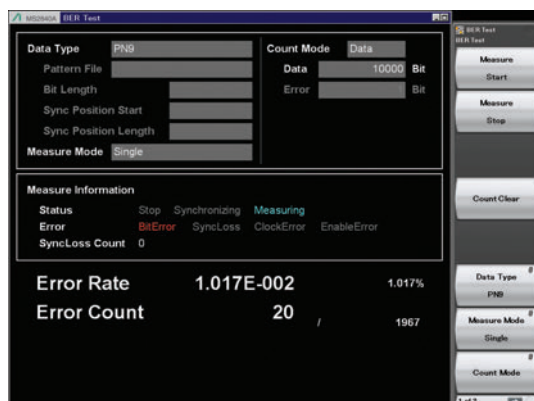 MS2840A BER Test
Data Type PN9
Pattern File
Bit Length
Sync Position Start
Sync Position Length
Measure Mode Single
Count Mode Data
Data 10000 Bit
Error 1 Bit
Measure Information
Status Stop Synchronizing Measuring
Error BitError SyncLoss ClockError EnableError
SyncLoss Count 0
Error Rate 1.017E-002 1.017%
Error Count 20 / 1967
BER Test
BER Test
Measure
Start
Measure
Stop
Count Clear
Data Type
PN9
Measure Mode
Single
Count Mode